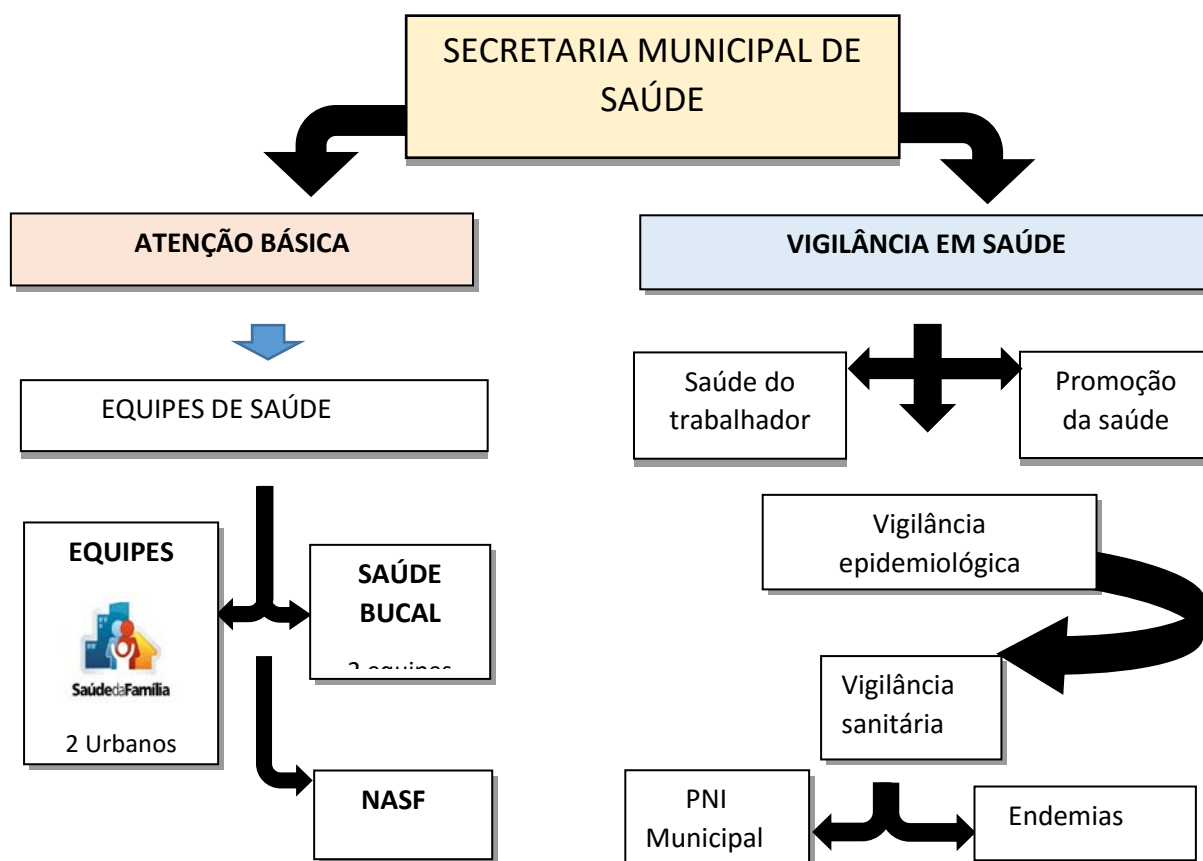 SECRETARIA MUNICIPAL DE
SAÚDE
ATENÇÃO BÁSICA
VIGILÂNCIA EM SAÚDE
EQUIPES DE SAÚDE
Saúde do
trabalhador
Promoção
da saúde
EQUIPES
SaúdedaFamília
2 Urbanos
SAÚDE
BUCAL
equipes
NASF
Vigilância
epidemiológica
Vigilância
sanitária
PNI
Municipal
Endemias